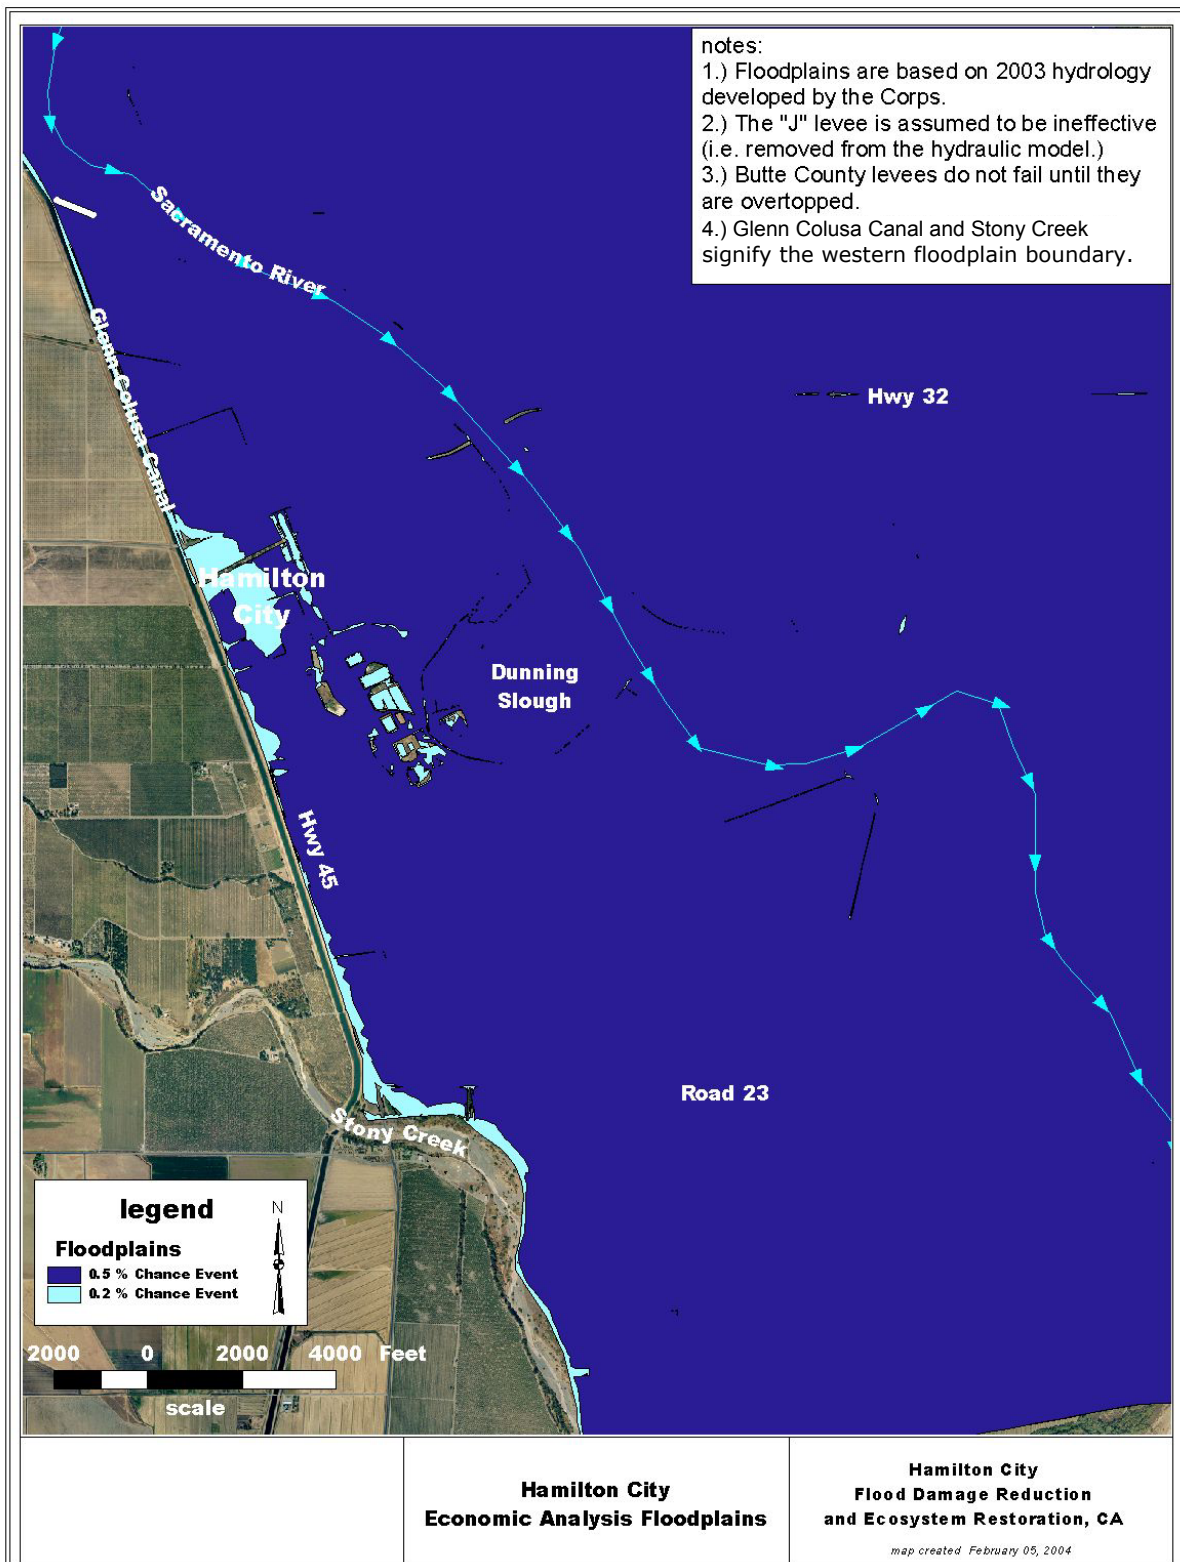 notes:
1.) Floodplains are based on 2003 hydrology
developed by the Corps.
2.) The "J" levee is assumed to be ineffective
(i.e. removed from the hydraulic model.)
3.) Butte County levees do not fail until they
are overtopped.
4.) Glenn Colusa Canal and Stony Creek
signify the western floodplain boundary.
Sacramento River
Glenn Colusa Canal
Hwy 32
Hamilton
City
Dunning
Slough
Hwy 45
Road 23
Stony Creek
legend
N
Floodplains
0.5 % Chance Event
0.2 % Chance Event
2000 0 2000 4000 Feet
scale
Hamilton City
Economic Analysis Floodplains
Hamilton City
Flood Damage Reduction
and Ecosystem Restoration, CA
map created February 05, 2004